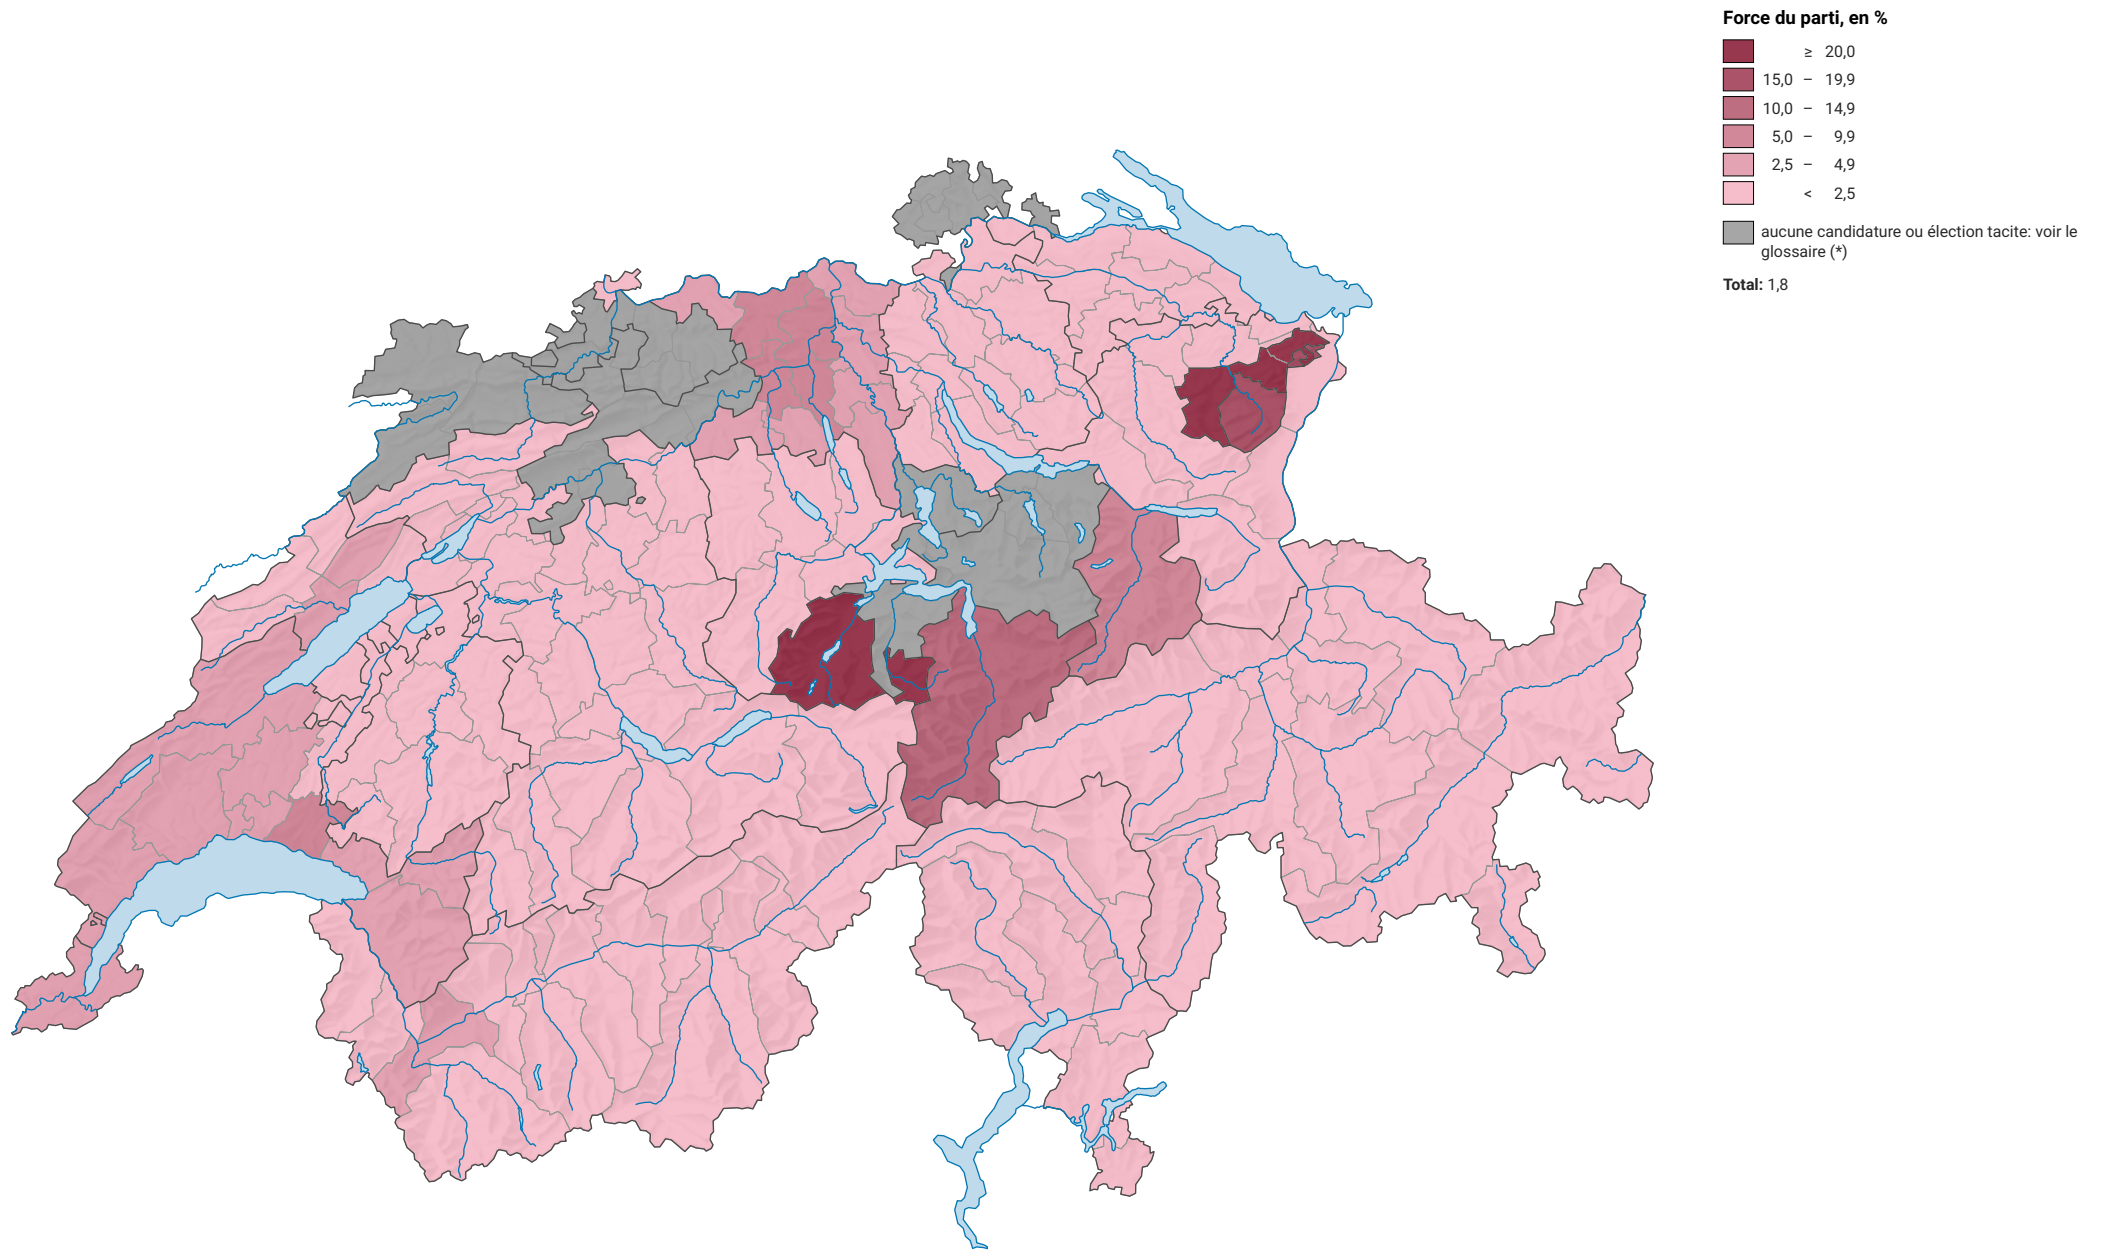 Force du parti, en %
≥ 20,0
15,0 – 19,9
10,0 – 14,9
5,0 – 9,9
2,5 – 4,9
< 2,5
aucune candidature ou élection tacite: voir le
glossaire (*)
Total: 1,8